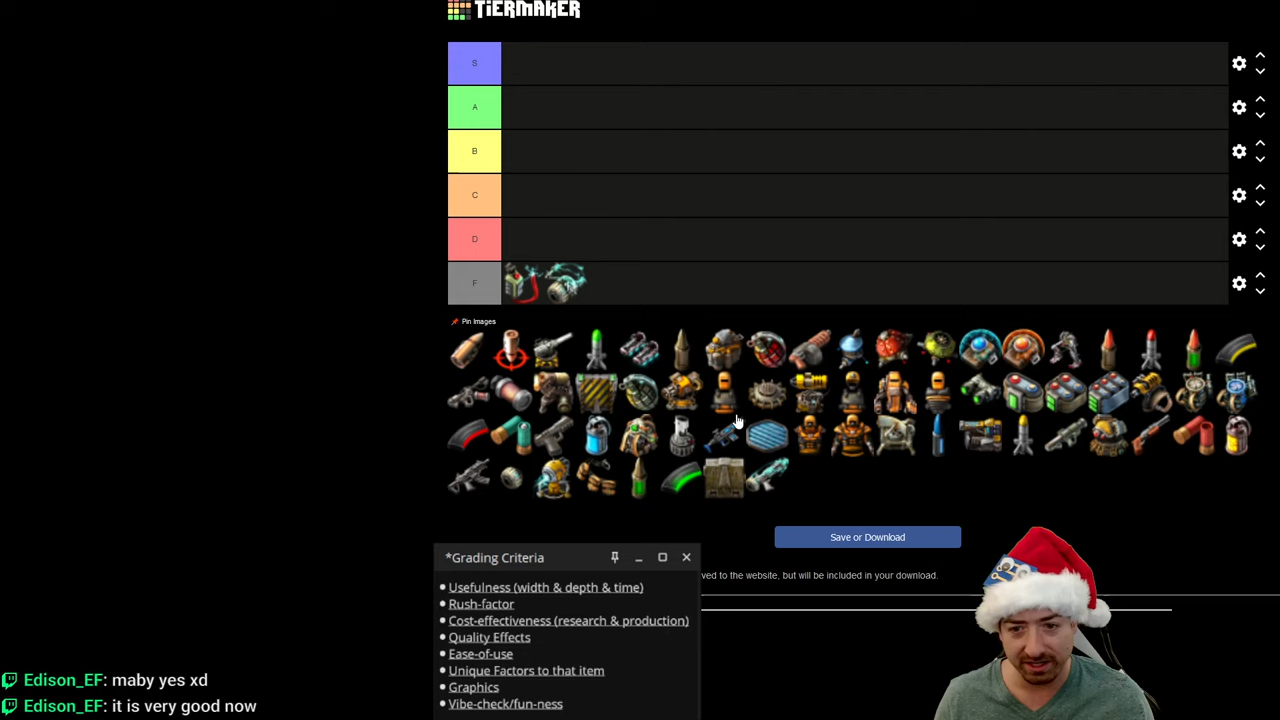 TIERMAKER
S
A
B
C
D
F
Pin Images
Save or Download
ved to the website, but will be included in your download.
*Grading Criteria
Usefulness (width & depth & time)
Rush-factor
Cost-effectiveness (research & production)
Quality Effects
Ease-of-use
Unique Factors to that item
Graphics
Vibe-check/fun-ness
Edison_EF: maby yes xd
Edison_EF: it is very good now